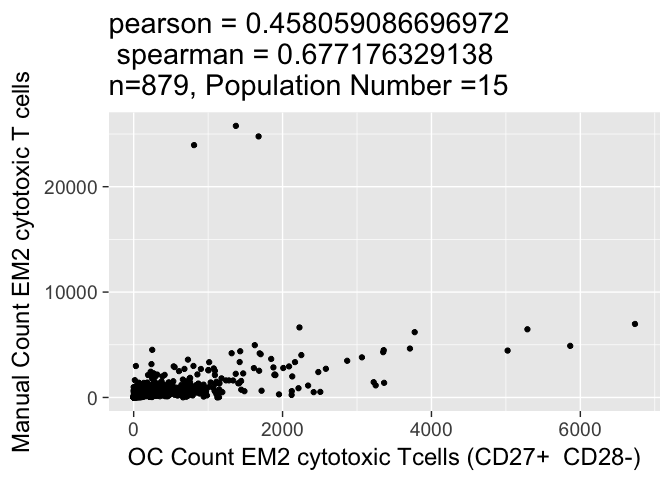 pearson = 0.458059086696972
spearman = 0.677176329138
n=879, Population Number =15
Manual Count EM2 cytotoxic T cells
20000
10000
0
0 2000 4000 6000
OC Count EM2 cytotoxic Tcells (CD27+  CD28-)